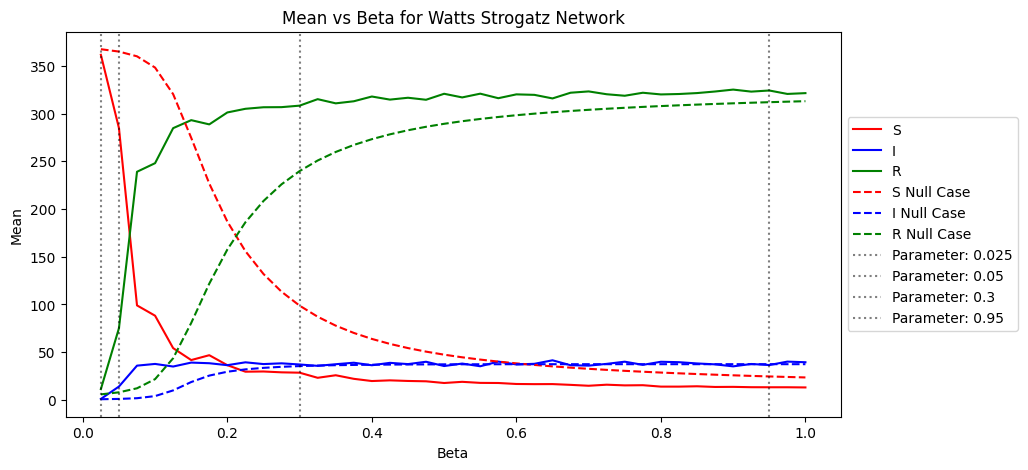 Mean vs Beta for Watts Strogatz Network
Mean
350
300
250
200
150
100
50
0
0.0
0.2
0.4
0.6
0.8
1.0
Beta
S
I
R
S Null Case
I Null Case
R Null Case
Parameter: 0.025
Parameter: 0.05
Parameter: 0.3
Parameter: 0.95